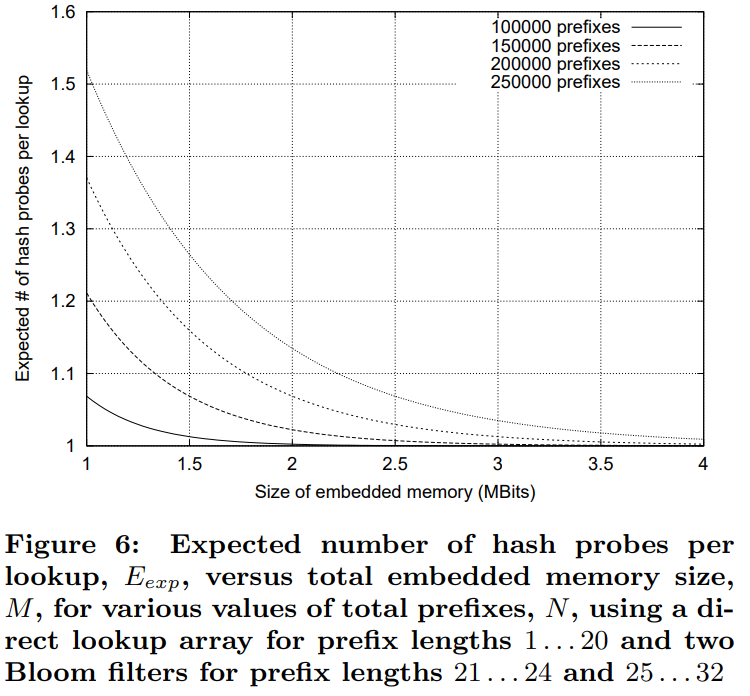 1.6
100000 prefixes
150000 prefixes
200000 prefixes
250000 prefixes
1.5
1.4
1.3
1.2
1.1
1
Expected # of hash probes per lookup
1 1.5 2 2.5 3 3.5 4
Size of embedded memory (MBits)
Figure 6: Expected number of hash probes per
lookup, E_exp, versus total embedded memory size,
M, for various values of total prefixes, N, using a di-
rect lookup array for prefix lengths 1...20 and two
Bloom filters for prefix lengths 21...24 and 25...32